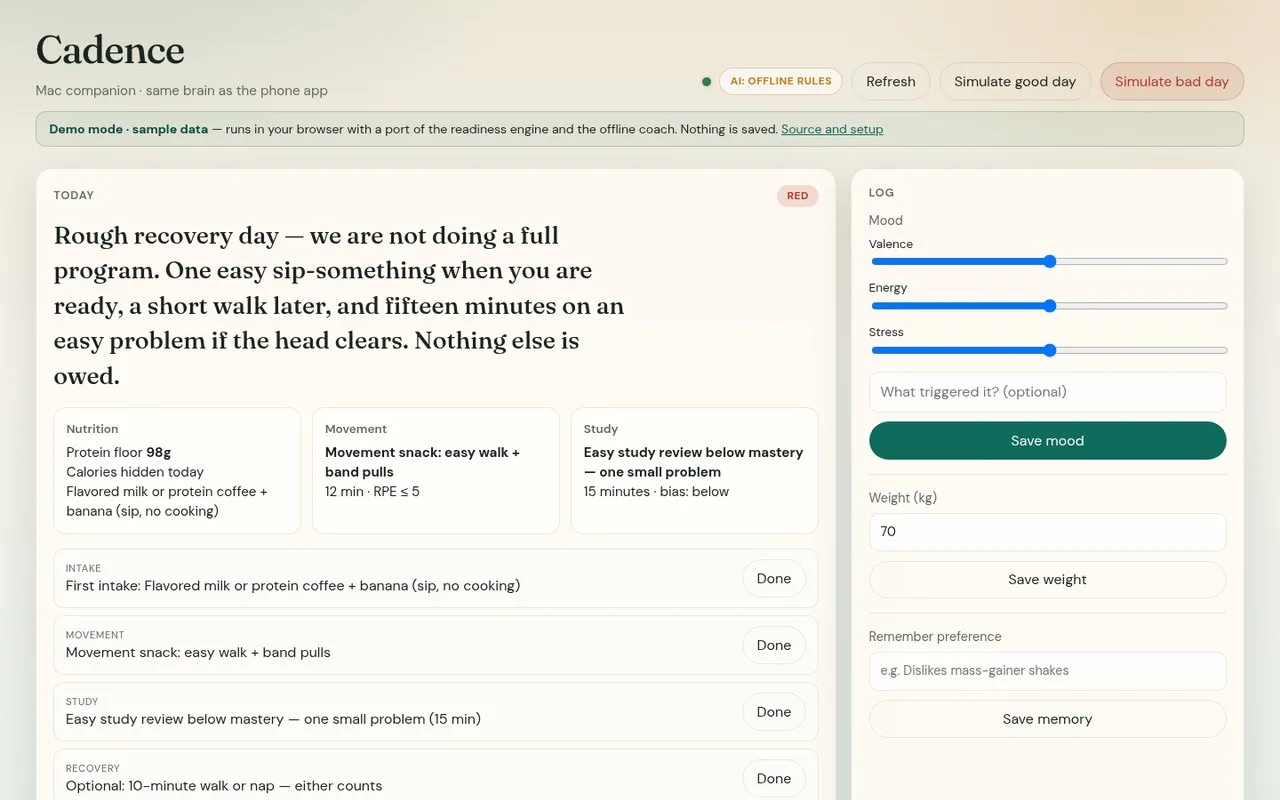 Cadence
Mac companion · same brain as the phone app
AI: OFFLINE RULES
Refresh
Simulate good day
Simulate bad day
Demo mode · sample data — runs in your browser with a port of the readiness engine and the offline coach. Nothing is saved. Source and setup
TODAY
RED
Rough recovery day — we are not doing a full
program. One easy sip-something when you are
ready, a short walk later, and fifteen minutes on an
easy problem if the head clears. Nothing else is
owed.
Nutrition
Protein floor 98g
Calories hidden today
Flavored milk or protein coffee +
banana (sip, no cooking)
Movement
Movement snack: easy walk +
band pulls
12 min · RPE ≤ 5
Study
Easy study review below mastery
— one small problem
15 minutes · bias: below
INTAKE
First intake: Flavored milk or protein coffee + banana (sip, no cooking)
Done
MOVEMENT
Movement snack: easy walk + band pulls
Done
STUDY
Easy study review below mastery — one small problem (15 min)
Done
RECOVERY
Optional: 10-minute walk or nap — either counts
Done
LOG
Mood
Valence
Energy
Stress
What triggered it? (optional)
Save mood
Weight (kg)
70
Save weight
Remember preference
e.g. Dislikes mass-gainer shakes
Save memory